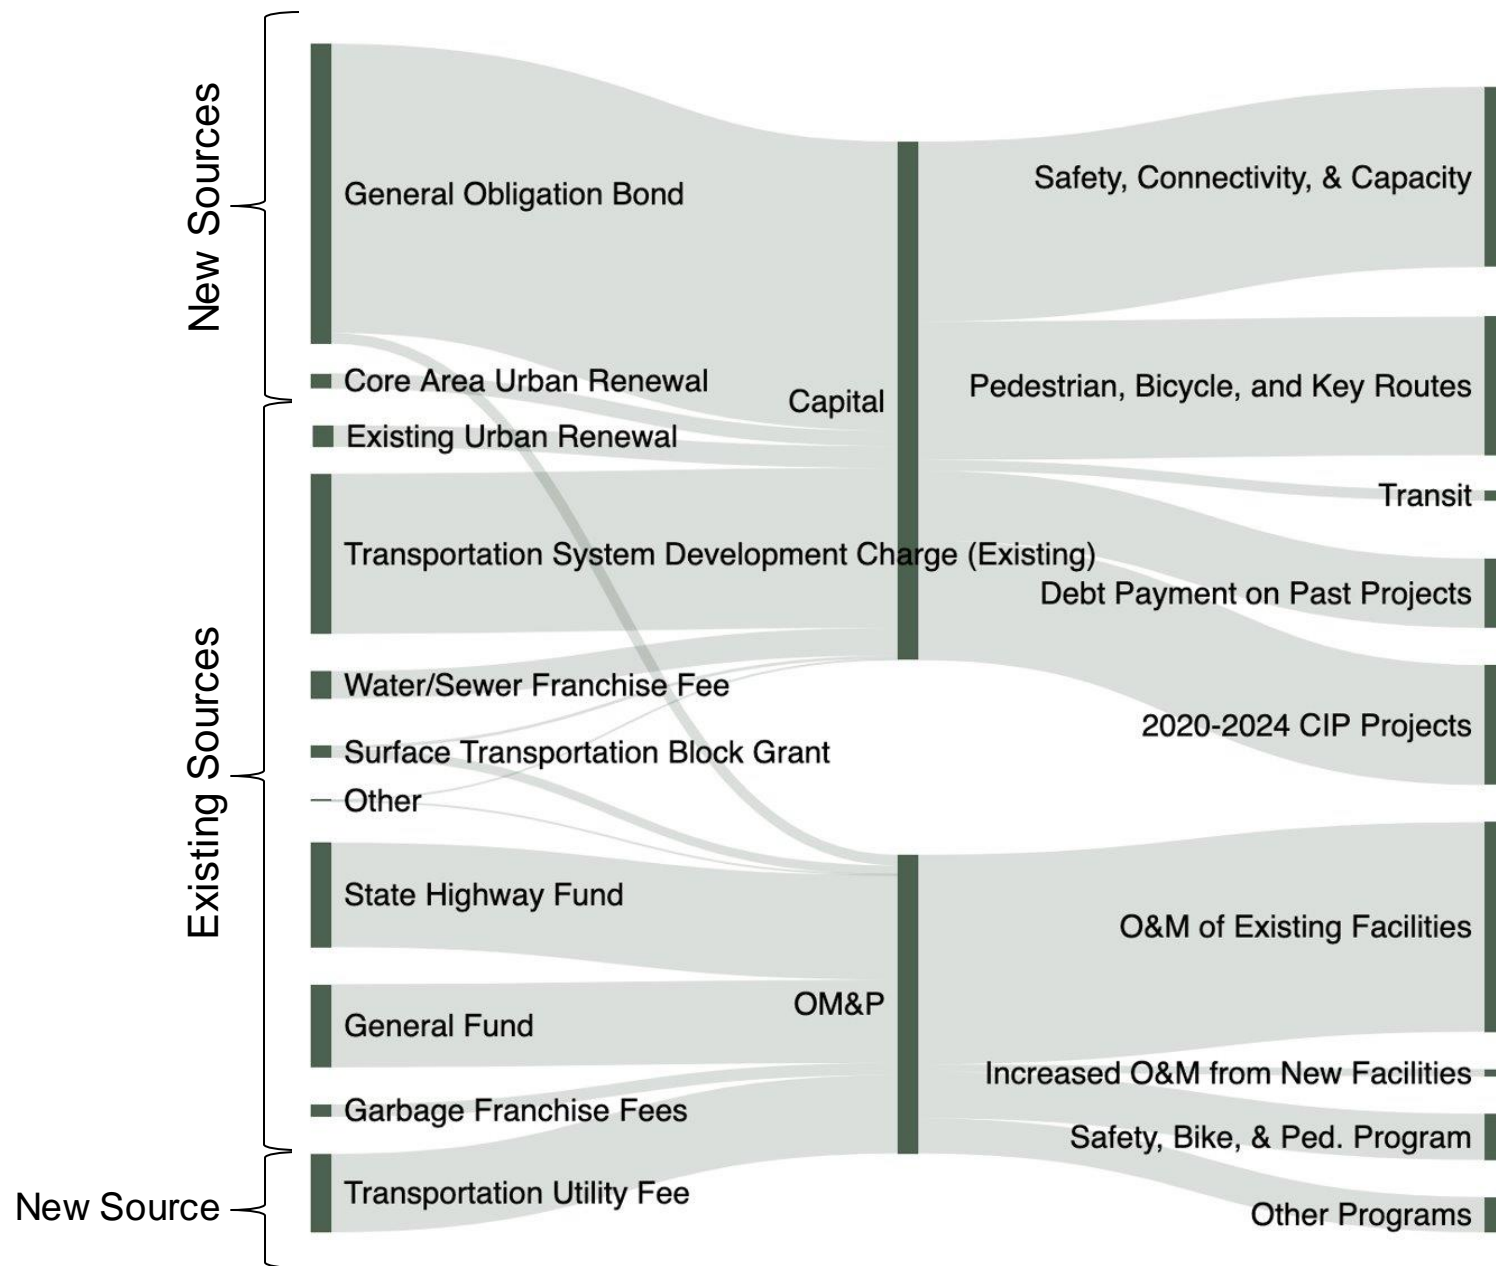 New Sources
General Obligation Bond
Core Area Urban Renewal
Existing Sources
Existing Urban Renewal
Transportation System Development Charge (Existing)
Water/Sewer Franchise Fee
Surface Transportation Block Grant
Other
State Highway Fund
General Fund
Garbage Franchise Fees
New Source
Transportation Utility Fee
Capital
OM&P
Safety, Connectivity, & Capacity
Pedestrian, Bicycle, and Key Routes
Transit
Debt Payment on Past Projects
2020-2024 CIP Projects
O&M of Existing Facilities
Increased O&M from New Facilities
Safety, Bike, & Ped. Program
Other Programs